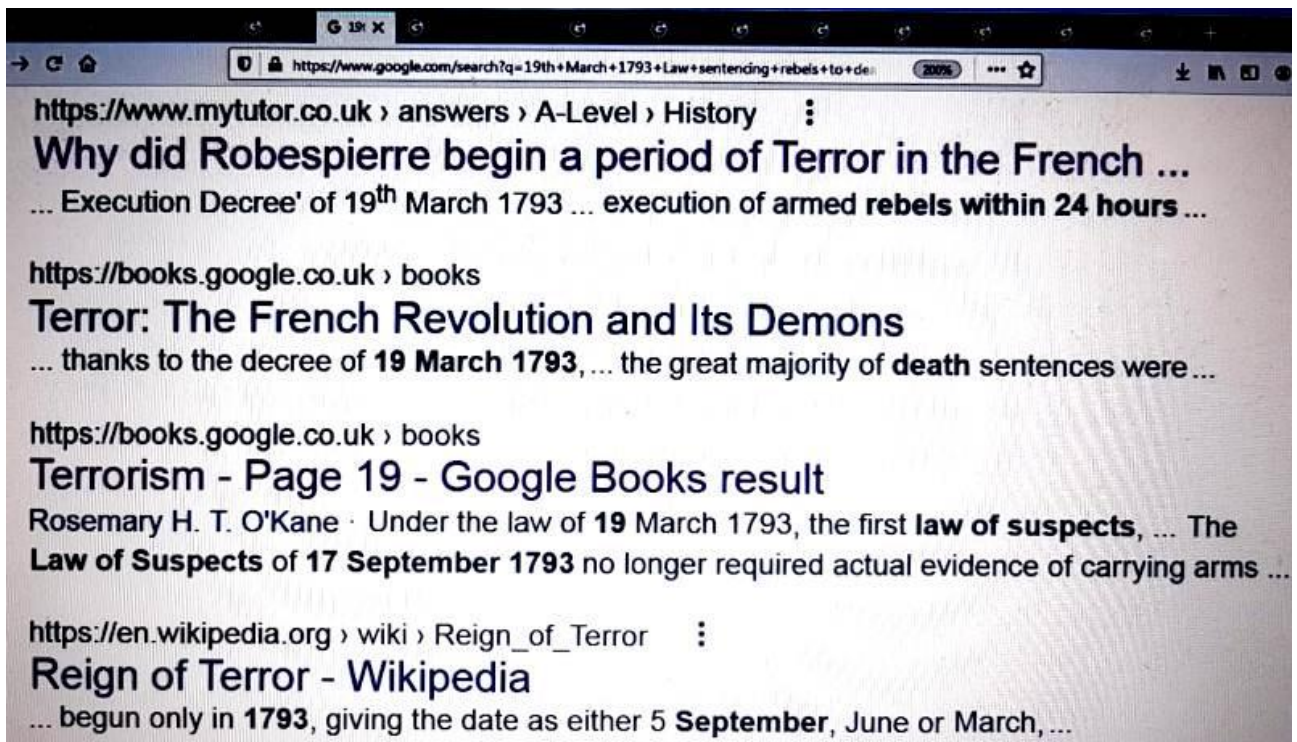 G 19t X
https://www.google.com/search?q=19th+March+1793+Law+sentencing+rebels+to+de 200%
https://www.mytutor.co.uk › answers › A-Level › History
Why did Robespierre begin a period of Terror in the French ...
... Execution Decree' of 19th March 1793 ... execution of armed rebels within 24 hours ...
https://books.google.co.uk › books
Terror: The French Revolution and Its Demons
... thanks to the decree of 19 March 1793, ... the great majority of death sentences were ...
https://books.google.co.uk › books
Terrorism - Page 19 - Google Books result
Rosemary H. T. O'Kane · Under the law of 19 March 1793, the first law of suspects, ... The
Law of Suspects of 17 September 1793 no longer required actual evidence of carrying arms ...
https://en.wikipedia.org › wiki › Reign_of_Terror
Reign of Terror - Wikipedia
... begun only in 1793, giving the date as either 5 September, June or March, ...